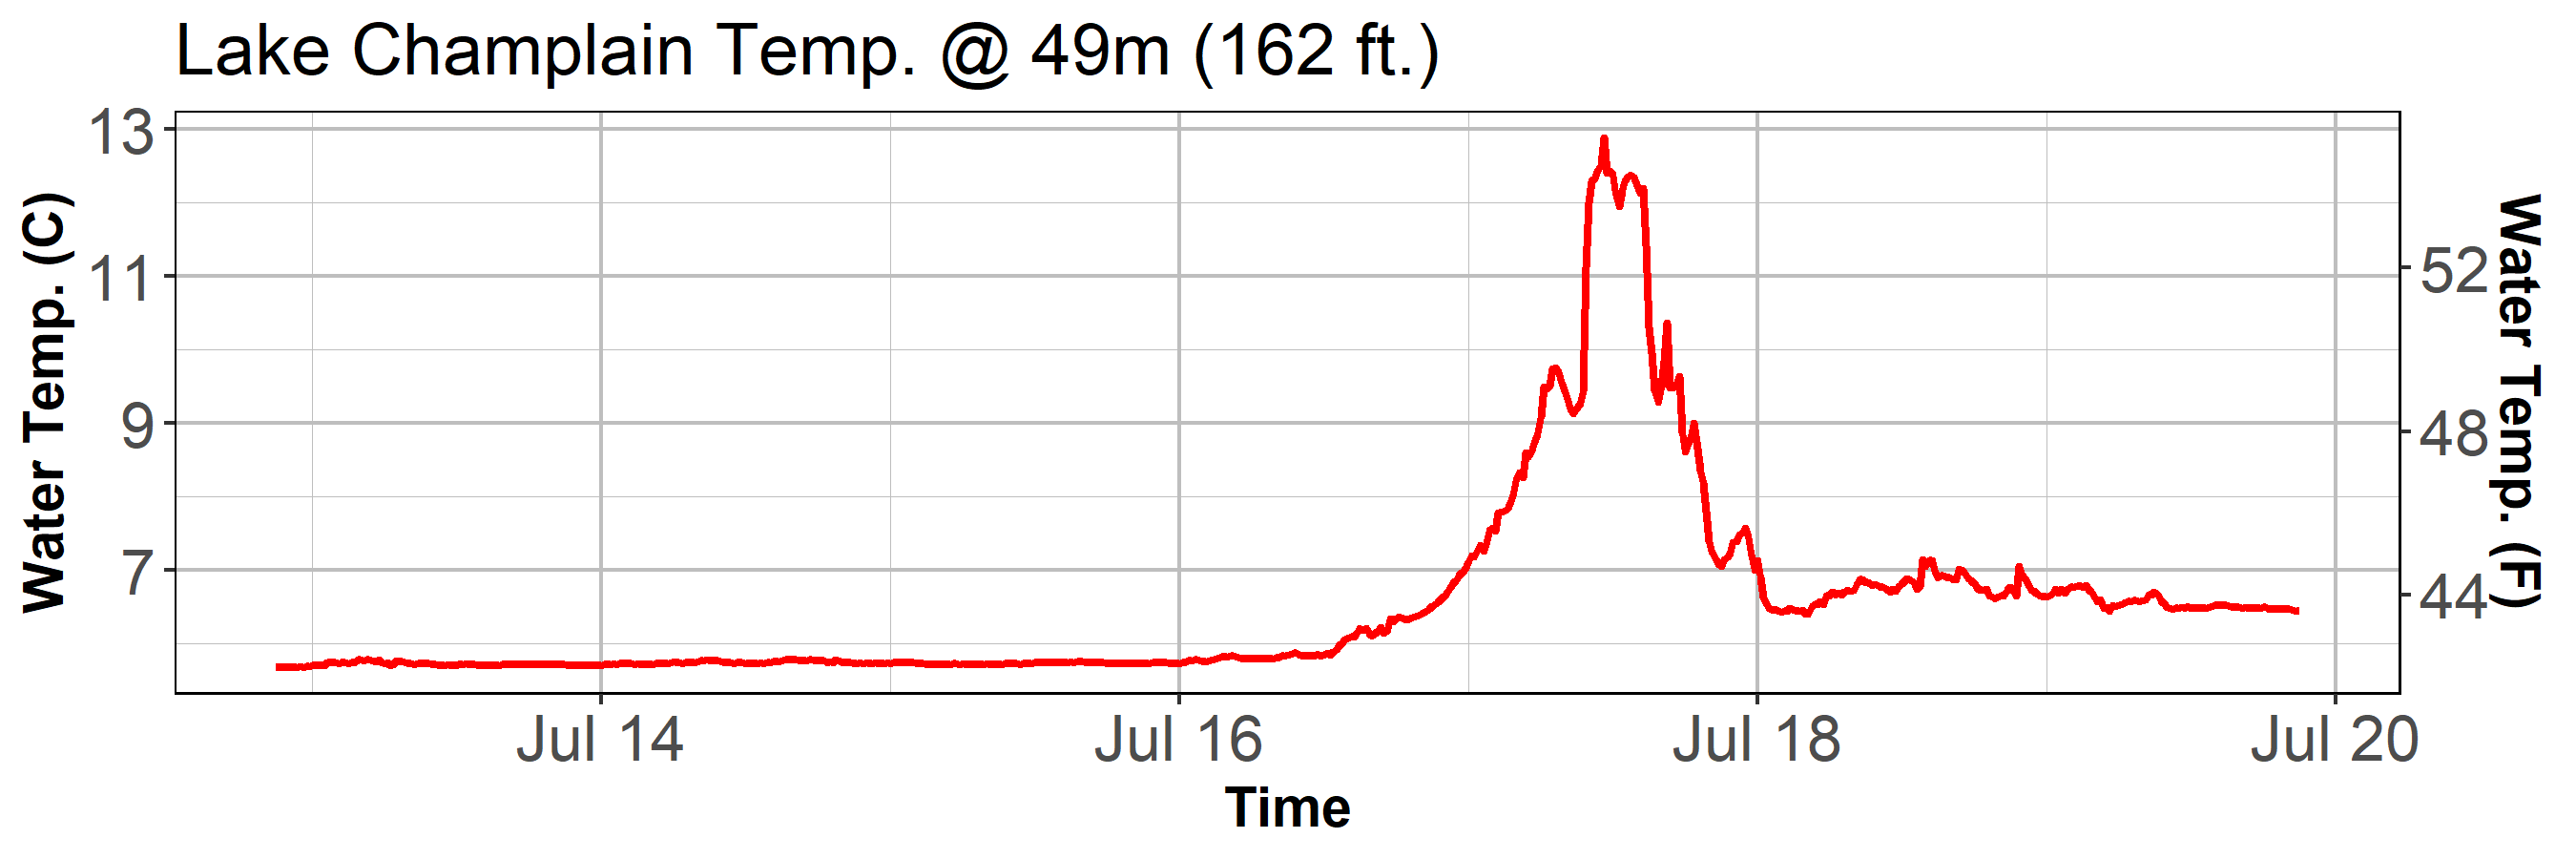 Lake Champlain Temp. @ 49m (162 ft.)
Water Temp. (C)
13
11
9
7
52
48
44
Water Temp. (F)
Jul 14 Jul 16 Jul 18 Jul 20
Time